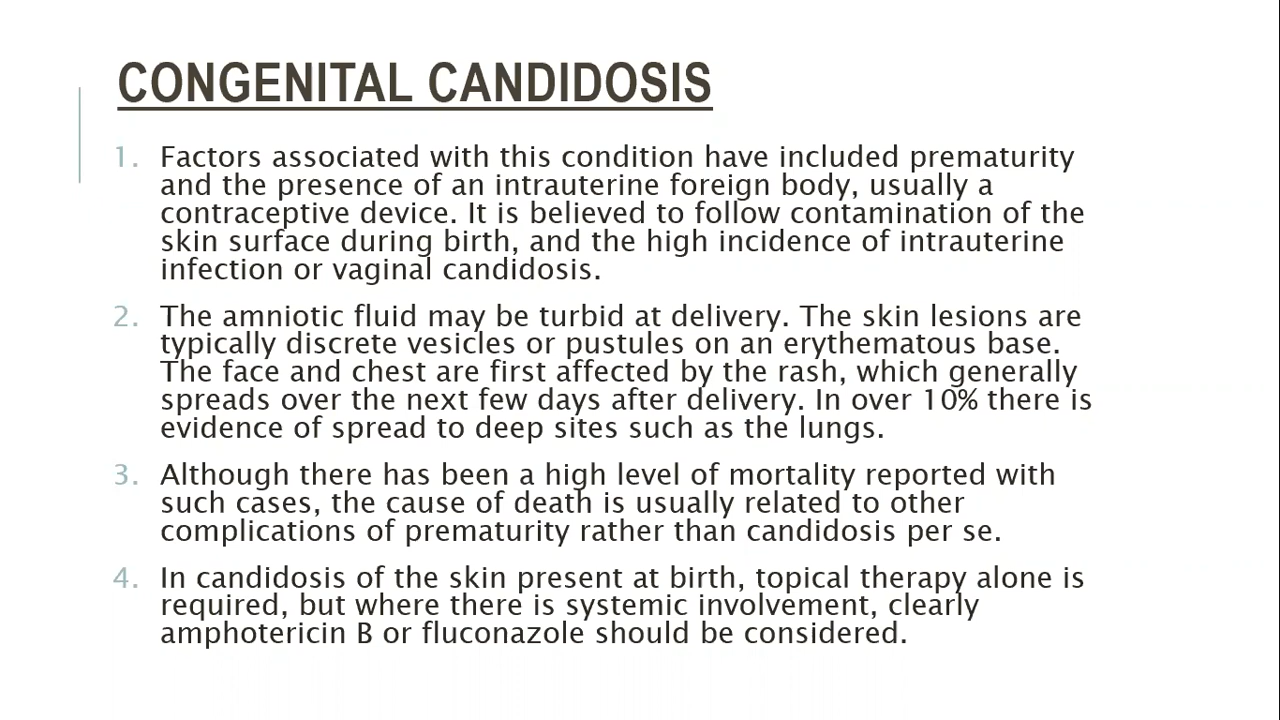 CONGENITAL CANDIDOSIS
1. Factors associated with this condition have included prematurity
and the presence of an intrauterine foreign body, usually a
contraceptive device. It is believed to follow contamination of the
skin surface during birth, and the high incidence of intrauterine
infection or vaginal candidosis.
2. The amniotic fluid may be turbid at delivery. The skin lesions are
typically discrete vesicles or pustules on an erythematous base.
The face and chest are first affected by the rash, which generally
spreads over the next few days after delivery. In over 10% there is
evidence of spread to deep sites such as the lungs.
3. Although there has been a high level of mortality reported with
such cases, the cause of death is usually related to other
complications of prematurity rather than candidosis per se.
4. In candidosis of the skin present at birth, topical therapy alone is
required, but where there is systemic involvement, clearly
amphotericin B or fluconazole should be considered.